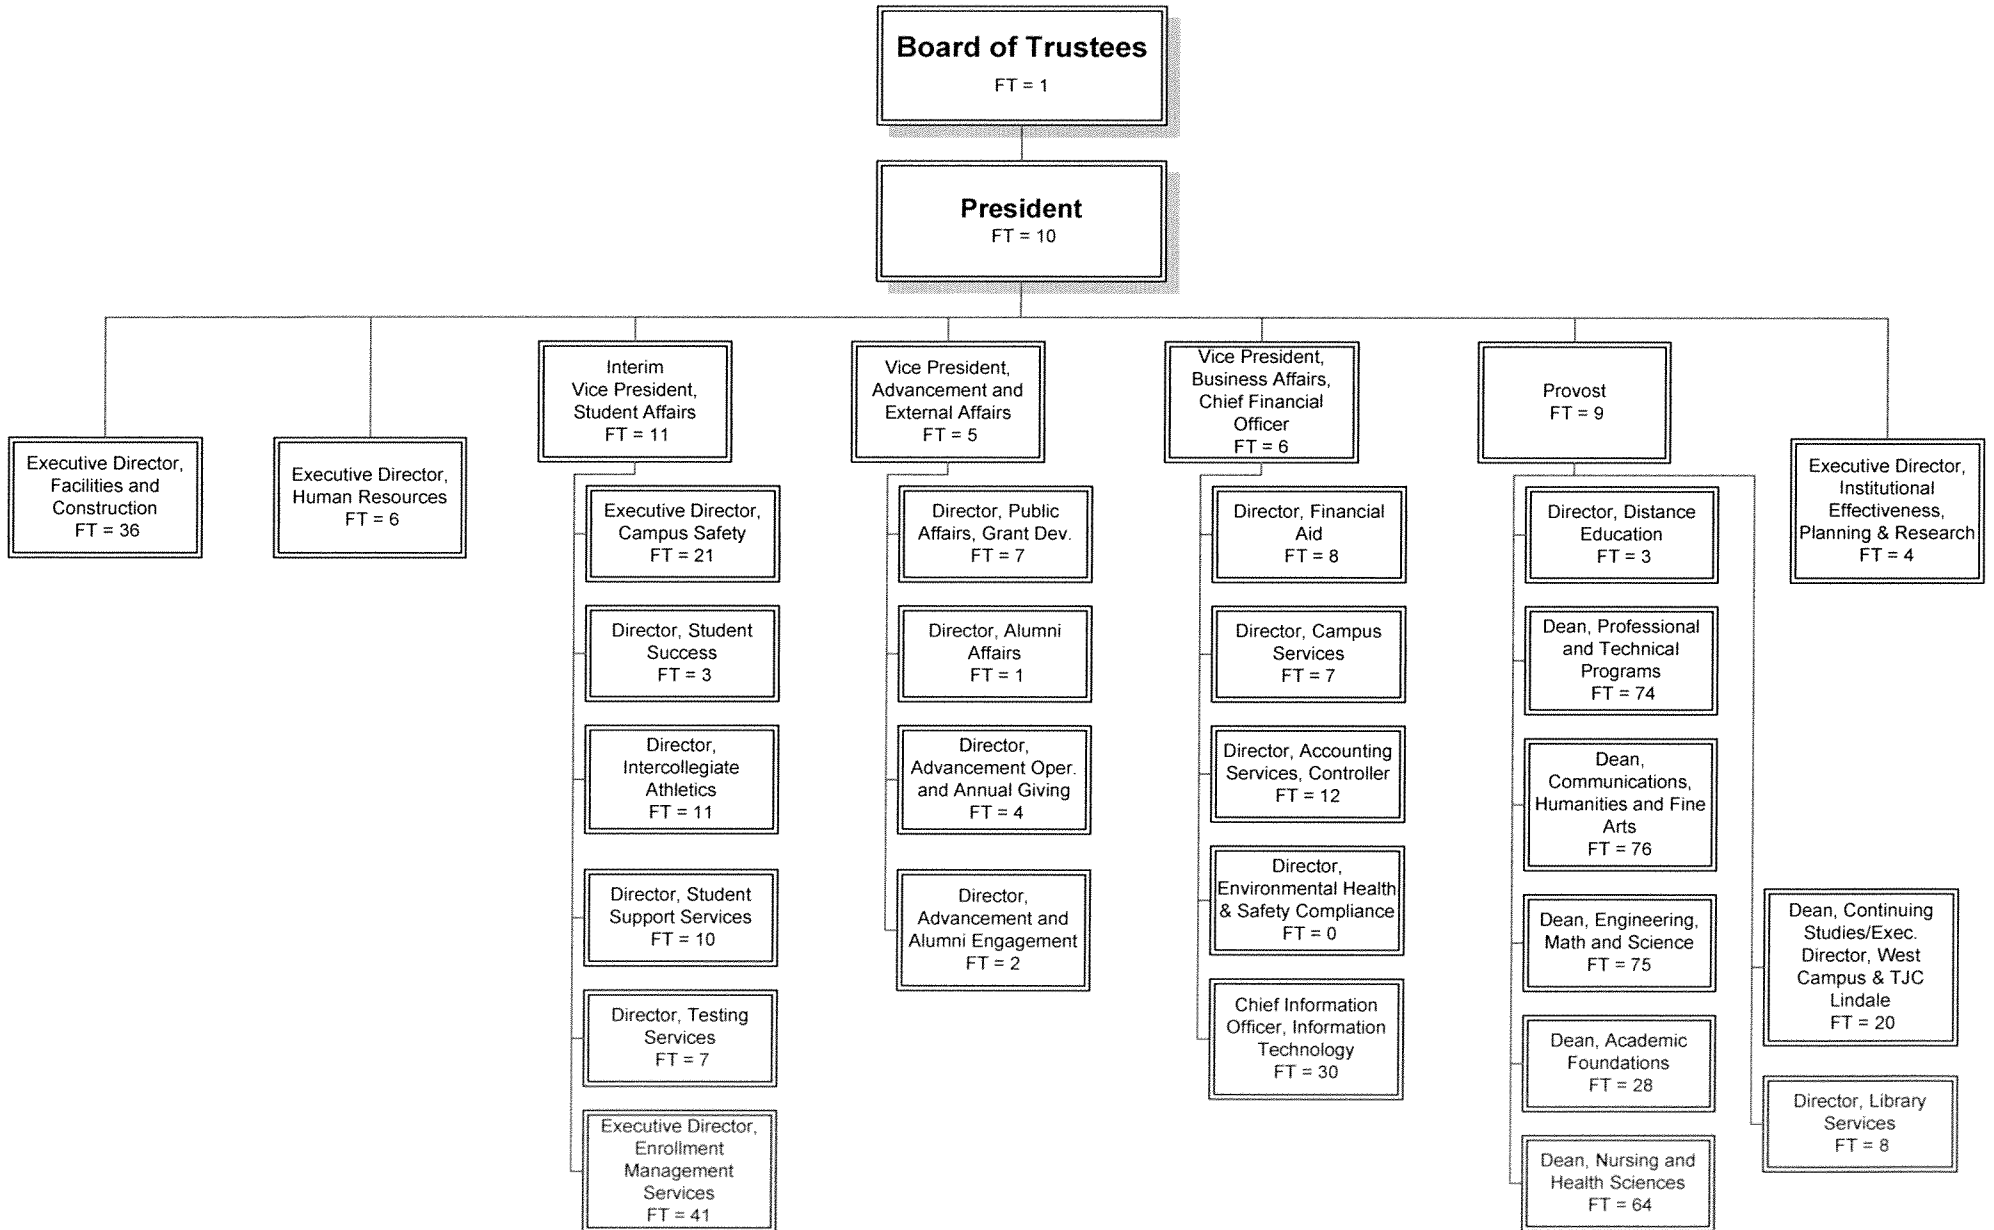 Board of Trustees
FT = 1
President
FT = 10
Executive Director,
Facilities and
Construction
FT = 36
Executive Director,
Human Resources
FT = 6
Interim
Vice President,
Student Affairs
FT = 11
Executive Director,
Campus Safety
FT = 21
Director, Student
Success
FT = 3
Director,
Intercollegiate
Athletics
FT = 11
Director, Student
Support Services
FT = 10
Director, Testing
Services
FT = 7
Executive Director,
Enrollment
Management
Services
FT = 41
Vice President,
Advancement and
External Affairs
FT = 5
Director, Public
Affairs, Grant Dev.
FT = 7
Director, Alumni
Affairs
FT = 1
Director,
Advancement Oper.
and Annual Giving
FT = 4
Director,
Advancement and
Alumni Engagement
FT = 2
Vice President,
Business Affairs,
Chief Financial
Officer
FT = 6
Director, Financial
Aid
FT = 8
Director, Campus
Services
FT = 7
Director, Accounting
Services, Controller
FT = 12
Director,
Environmental Health
& Safety Compliance
FT = 0
Chief Information
Officer, Information
Technology
FT = 30
Provost
FT = 9
Director, Distance
Education
FT = 3
Dean, Professional
and Technical
Programs
FT = 74
Dean,
Communications,
Humanities and Fine
Arts
FT = 76
Dean, Engineering,
Math and Science
FT = 75
Dean, Academic
Foundations
FT = 28
Dean, Nursing and
Health Sciences
FT = 64
Dean, Continuing
Studies/Exec.
Director, West
Campus & TJC
Lindale
FT = 20
Director, Library
Services
FT = 8
Executive Director,
Institutional
Effectiveness,
Planning & Research
FT = 4